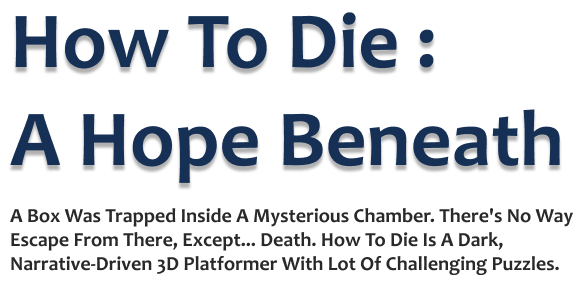 How To Die :
A Hope Beneath
A Box Was Trapped Inside A Mysterious Chamber. There's No Way
Escape From There, Except... Death. How To Die Is A Dark,
Narrative-Driven 3D Platformer With Lot Of Challenging Puzzles.